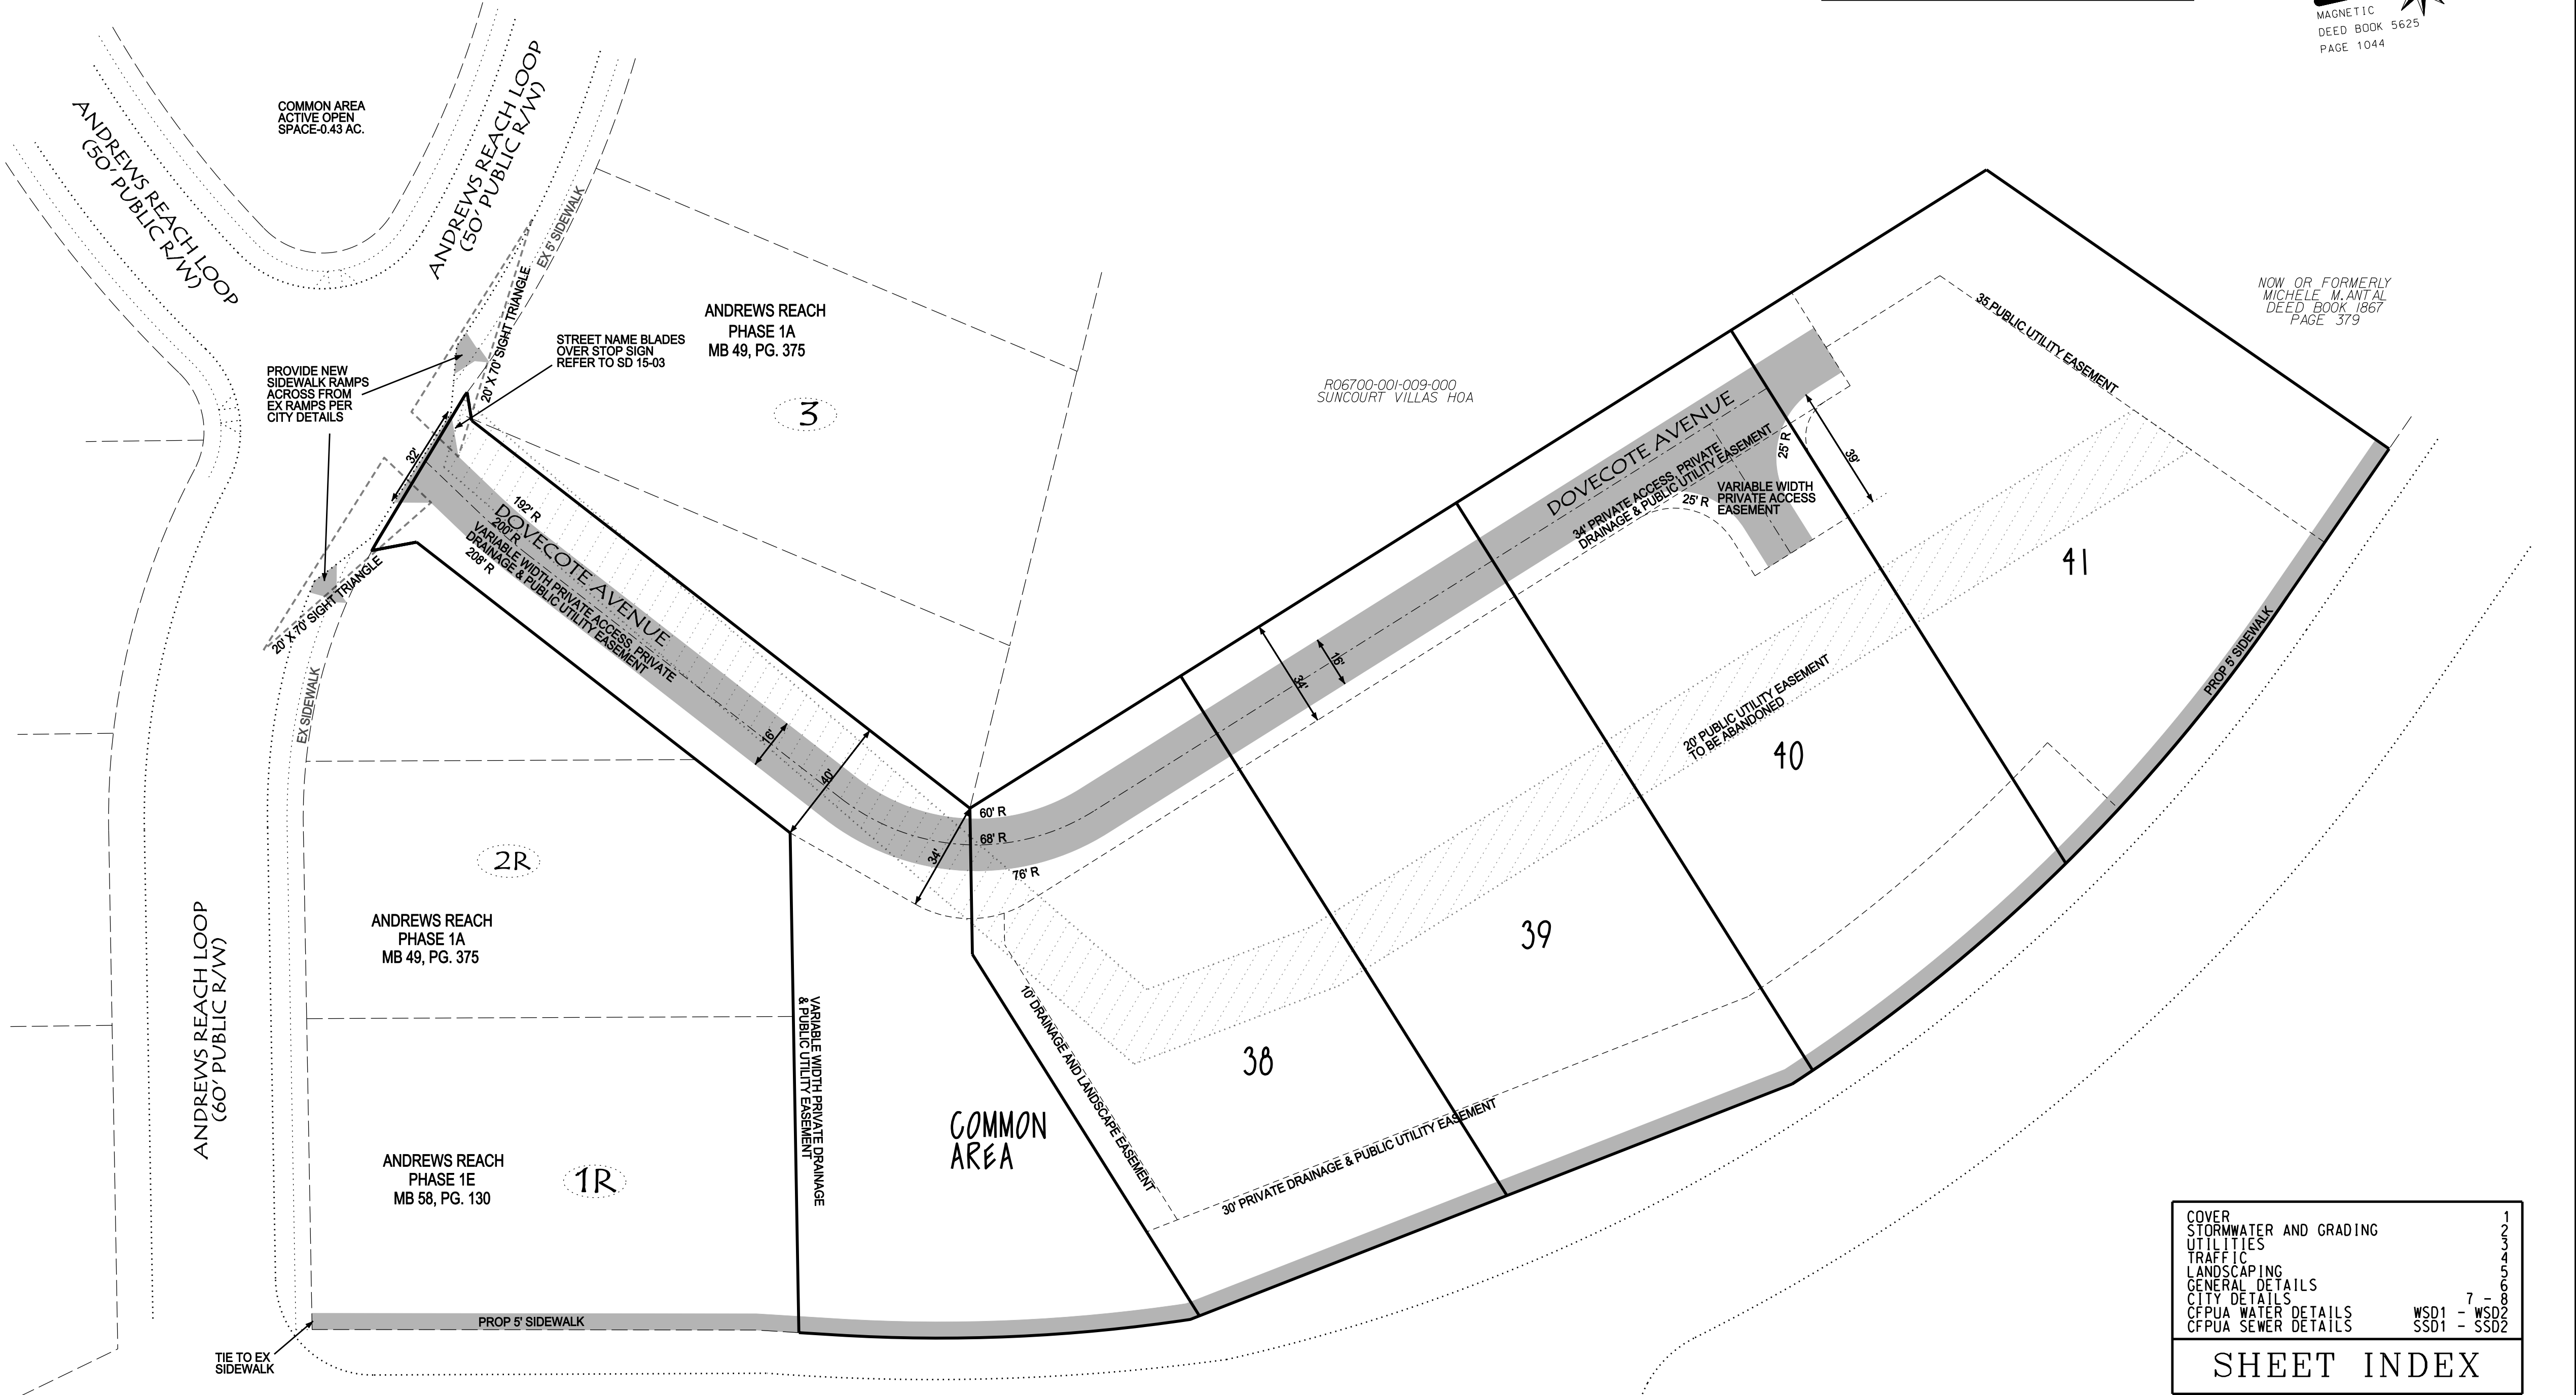 MAGNETIC
DEED BOOK 5625
PAGE 1044
COMMON AREA
ACTIVE OPEN
SPACE-0.43 AC.
ANDREWS REACH LOOP
(50' PUBLIC R/W)
ANDREWS REACH LOOP
(50' PUBLIC R/W)
EX 5' SIDEWALK
20' X 70' SIGHT TRIANGLE
STREET NAME BLADES
OVER STOP SIGN
REFER TO SD 15-03
ANDREWS REACH
PHASE 1A
MB 49, PG. 375
3
PROVIDE NEW
SIDEWALK RAMPS
ACROSS FROM
EX RAMPS PER
CITY DETAILS
32'
20' X 70' SIGHT TRIANGLE
EX SIDEWALK
192' R
DOVECOTE AVENUE
200' R
VARIABLE WIDTH PRIVATE ACCESS, PRIVATE
DRAINAGE & PUBLIC UTILITY EASEMENT
208' R
16'
40'
34'
60' R
68' R
76' R
R06700-001-009-000
SUNCOURT VILLAS HOA
NOW OR FORMERLY
MICHELE M.ANTAL
DEED BOOK 1867
PAGE 379
35 PUBLIC UTILITY EASEMENT
DOVECOTE AVENUE
34' PRIVATE ACCESS, PRIVATE
DRAINAGE & PUBLIC UTILITY EASEMENT
25' R
25' R
39'
VARIABLE WIDTH
PRIVATE ACCESS
EASEMENT
34'
16'
41
PROP 5' SIDEWALK
20' PUBLIC UTILITY EASEMENT
TO BE ABANDONED
40
39
38
2R
ANDREWS REACH
PHASE 1A
MB 49, PG. 375
ANDREWS REACH LOOP
(60' PUBLIC R/W)
VARIABLE WIDTH PRIVATE DRAINAGE
& PUBLIC UTILITY EASEMENT
10' DRAINAGE AND LANDSCAPE EASEMENT
COMMON
AREA
30' PRIVATE DRAINAGE & PUBLIC UTILITY EASEMENT
ANDREWS REACH
PHASE 1E
MB 58, PG. 130
1R
PROP 5' SIDEWALK
TIE TO EX
SIDEWALK
COVER 1
STORMWATER AND GRADING 2
UTILITIES 3
TRAFFIC 4
LANDSCAPING 5
GENERAL DETAILS 6
CITY DETAILS 7 - 8
CFPUA WATER DETAILS WSD1 - WSD2
CFPUA SEWER DETAILS SSD1 - SSD2
SHEET INDEX